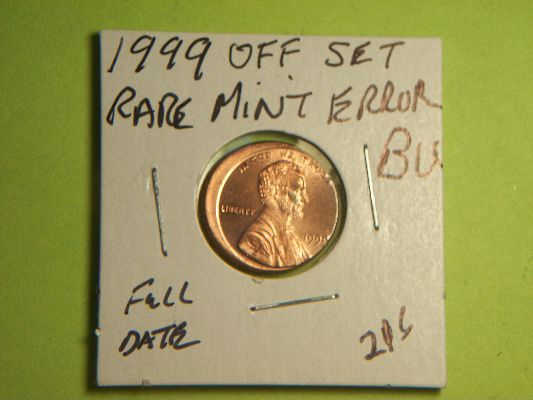 1999 OFF SET
RARE MINT ERROR
BU
IN GOD WE TRUST
LIBERTY
1999
FULL
DATE